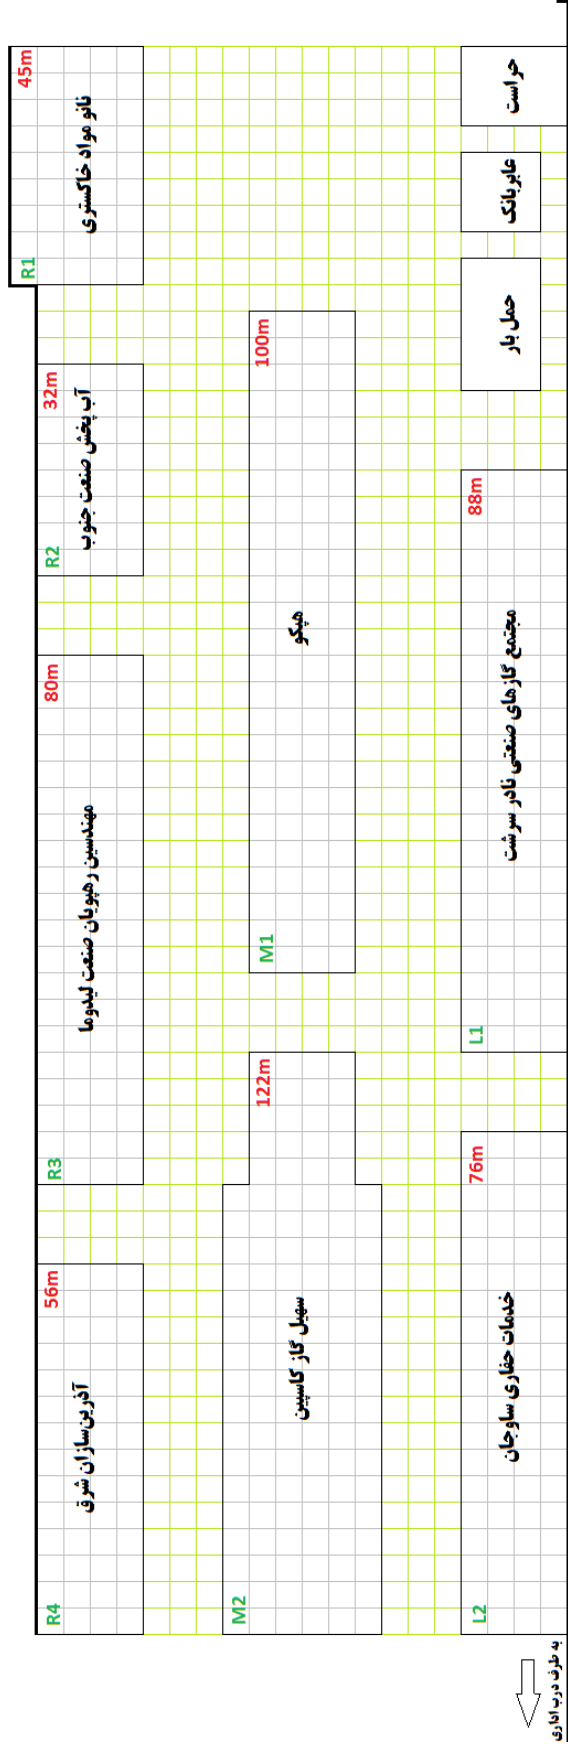 45m
نانو مواد خاکستری
R1
32m
آب پخش صنعت جنوب
R2
80m
مهندسین رهپویان صنعت لیدوما
R3
56m
آذرین‌سازان شرق
R4
100m
هپکو
M1
122m
سهیل گاز کاسپین
M2
حراست
عابربانک
حمل بار
88m
مجتمع گازهای صنعتی نادر سرشت
L1
76m
خدمات حفاری ساوجان
L2
به طرف درب اداری